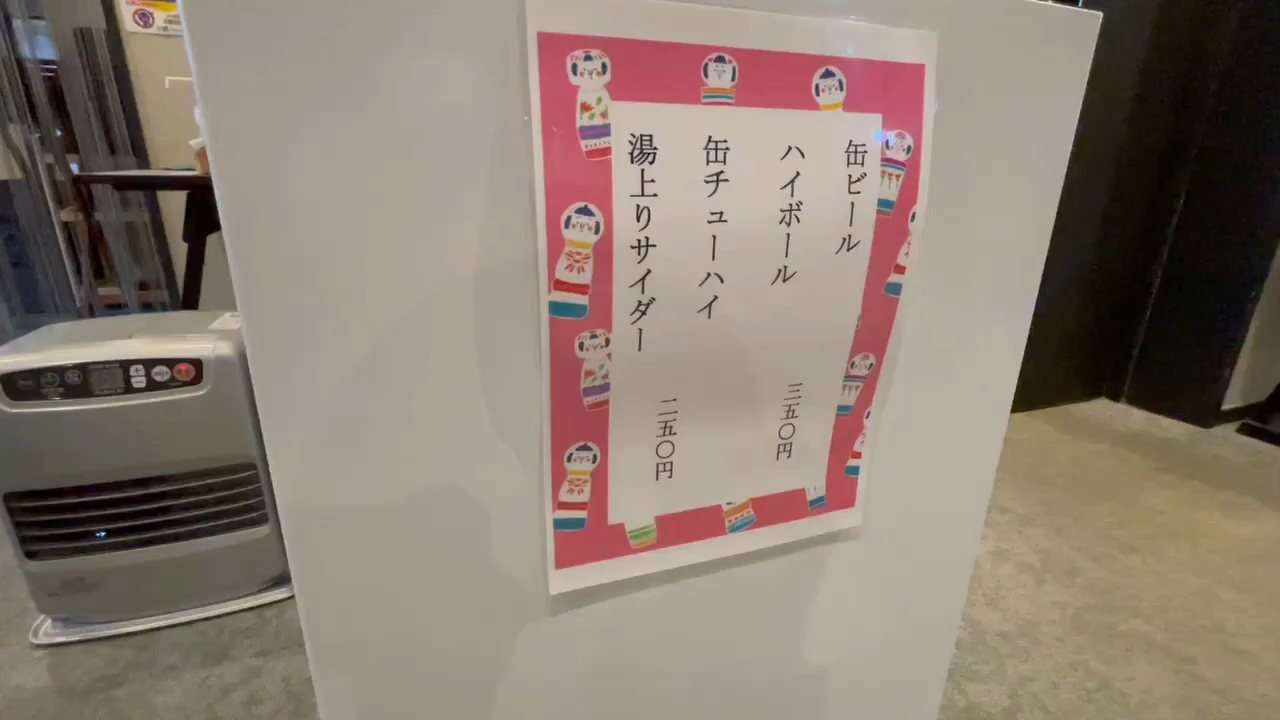 缶ビール
ハイボール
三五〇円
缶チューハイ
湯上りサイダー
二五〇円